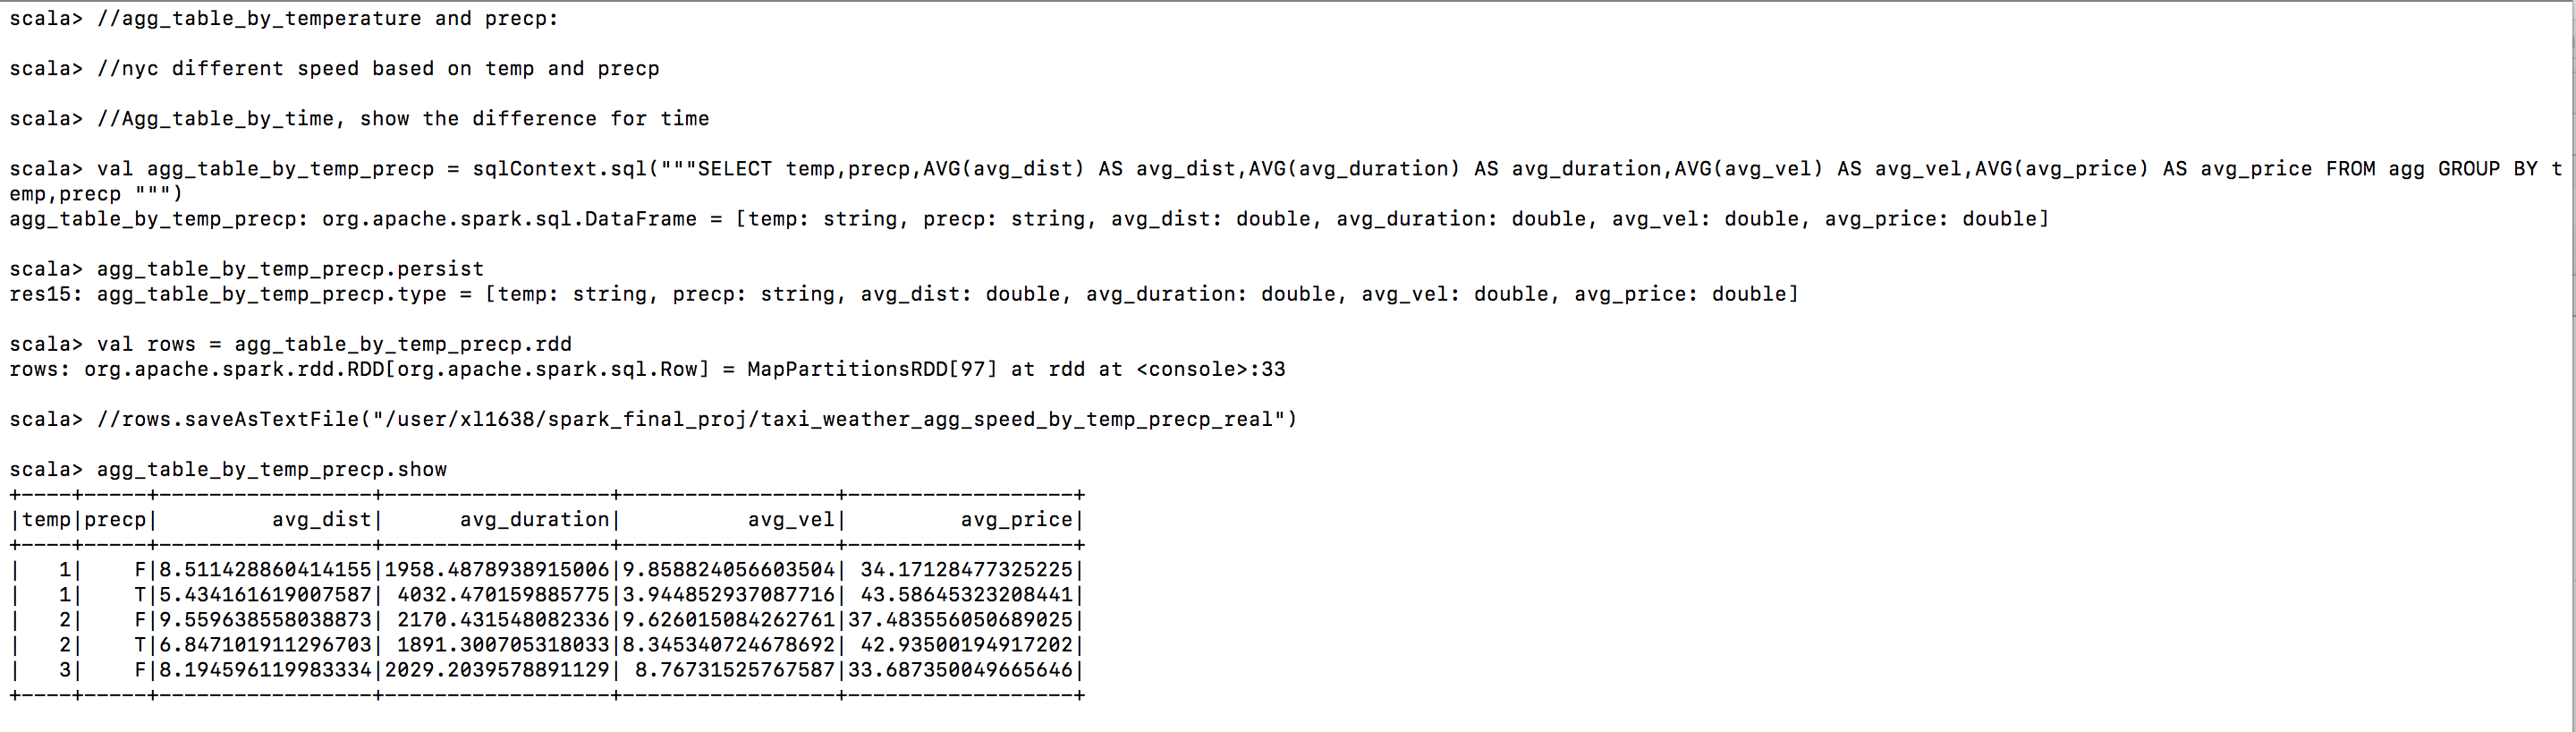 scala> //agg_table_by_temperature and precp:
scala> //nyc different speed based on temp and precp
scala> //Agg_table_by_time, show the difference for time
scala> val agg_table_by_temp_precp = sqlContext.sql("""SELECT temp,precp,AVG(avg_dist) AS avg_dist,AVG(avg_duration) AS avg_duration,AVG(avg_vel) AS avg_vel,AVG(avg_price) AS avg_price FROM agg GROUP BY t
emp,precp """)
agg_table_by_temp_precp: org.apache.spark.sql.DataFrame = [temp: string, precp: string, avg_dist: double, avg_duration: double, avg_vel: double, avg_price: double]
scala> agg_table_by_temp_precp.persist
res15: agg_table_by_temp_precp.type = [temp: string, precp: string, avg_dist: double, avg_duration: double, avg_vel: double, avg_price: double]
scala> val rows = agg_table_by_temp_precp.rdd
rows: org.apache.spark.rdd.RDD[org.apache.spark.sql.Row] = MapPartitionsRDD[97] at rdd at <console>:33
scala> //rows.saveAsTextFile("/user/xl1638/spark_final_proj/taxi_weather_agg_speed_by_temp_precp_real")
scala> agg_table_by_temp_precp.show
+----+-----+-----------------+------------------+-----------------+------------------+
|temp|precp|         avg_dist|      avg_duration|          avg_vel|         avg_price|
+----+-----+-----------------+------------------+-----------------+------------------+
|   1|    F|8.511428860414155|1958.4878938915006|9.858824056603504| 34.17128477325225|
|   1|    T|5.434161619007587| 4032.470159885775|3.944852937087716| 43.58645323208441|
|   2|    F|9.559638558038873| 2170.431548082336|9.626015084262761|37.483556050689025|
|   2|    T|6.847101911296703| 1891.300705318033|8.345340724678692| 42.93500194917202|
|   3|    F|8.194596119983334|2029.2039578891129| 8.76731525767587|33.687350049665646|
+----+-----+-----------------+------------------+-----------------+------------------+